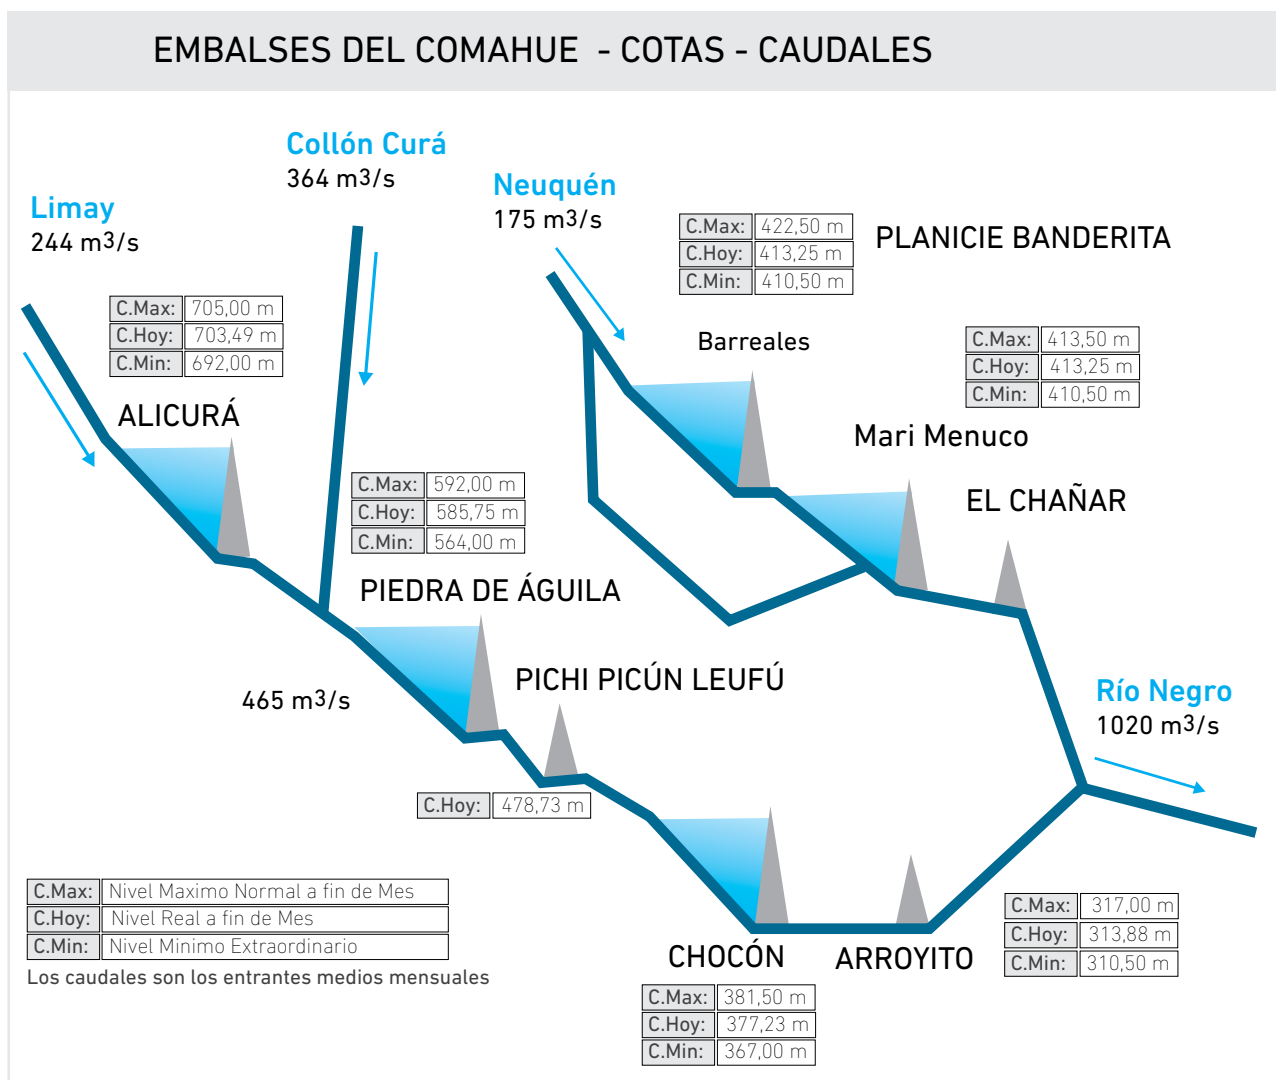 EMBALSES DEL COMAHUE - COTAS - CAUDALES
Collón Curá
364 m3/s
Neuquén
175 m3/s
Limay
244 m3/s
C.Max: 422,50 m
C.Hoy: 413,25 m
C.Min: 410,50 m
PLANICIE BANDERITA
C.Max: 705,00 m
C.Hoy: 703,49 m
C.Min: 692,00 m
ALICURÁ
Barreales
C.Max: 413,50 m
C.Hoy: 413,25 m
C.Min: 410,50 m
Mari Menuco
C.Max: 592,00 m
C.Hoy: 585,75 m
C.Min: 564,00 m
EL CHAÑAR
PIEDRA DE ÁGUILA
465 m3/s
PICHI PICÚN LEUFÚ
Río Negro
1020 m3/s
C.Hoy: 478,73 m
C.Max: Nivel Maximo Normal a fin de Mes
C.Hoy: Nivel Real a fin de Mes
C.Min: Nivel Minimo Extraordinario
Los caudales son los entrantes medios mensuales
CHOCÓN
ARROYITO
C.Max: 317,00 m
C.Hoy: 313,88 m
C.Min: 310,50 m
C.Max: 381,50 m
C.Hoy: 377,23 m
C.Min: 367,00 m